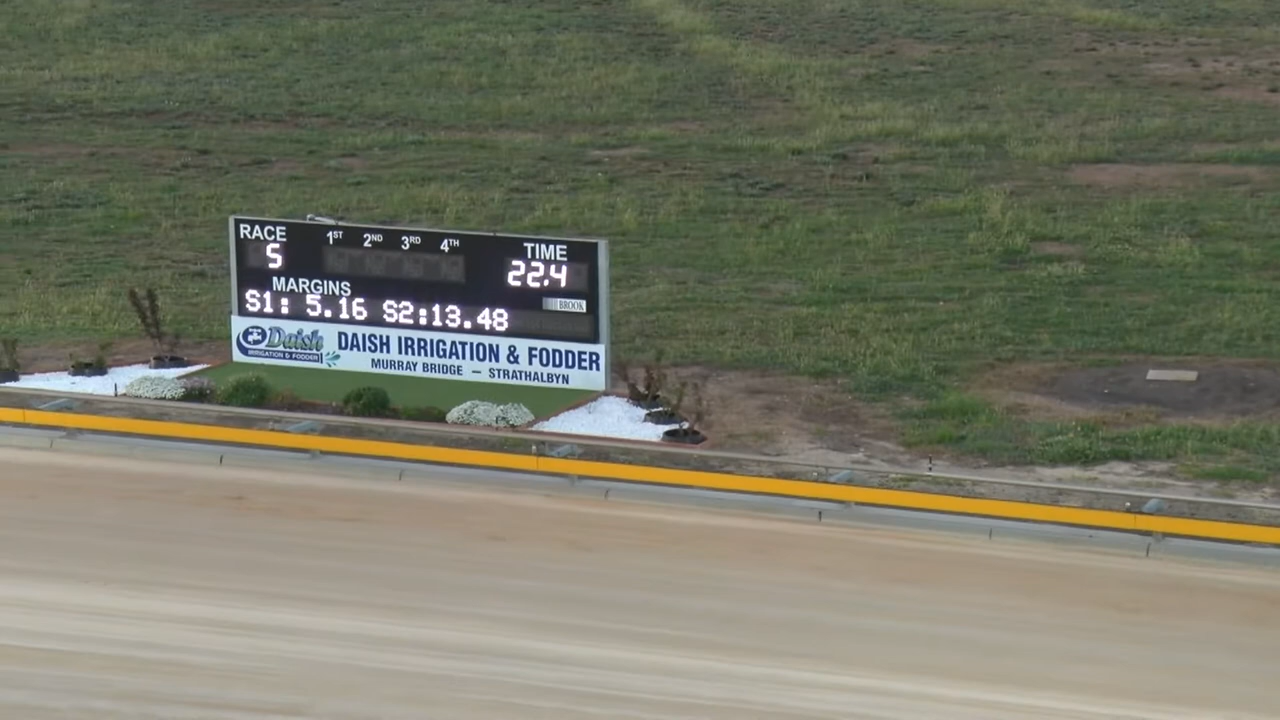 RACE 1ST 2ND 3RD 4TH TIME
5 22.4
MARGINS
S1: 5.16 S2:13.48
BROOK
Daish
IRRIGATION & FODDER
DAISH IRRIGATION & FODDER
MURRAY BRIDGE – STRATHALBYN